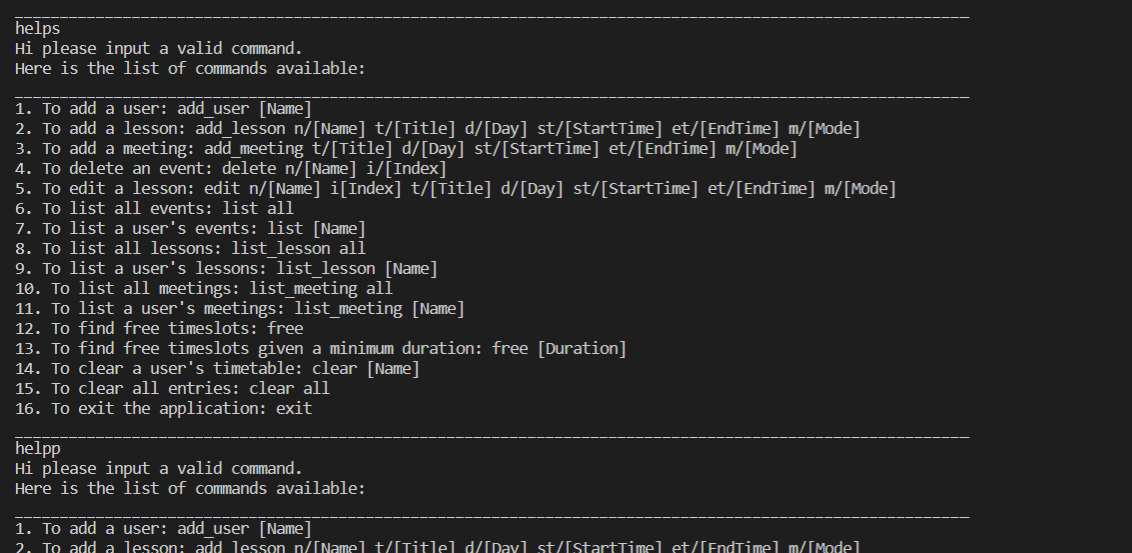 helps
Hi please input a valid command.
Here is the list of commands available:
1. To add a user: add_user [Name]
2. To add a lesson: add_lesson n/[Name] t/[Title] d/[Day] st/[StartTime] et/[EndTime] m/[Mode]
3. To add a meeting: add_meeting t/[Title] d/[Day] st/[StartTime] et/[EndTime] m/[Mode]
4. To delete an event: delete n/[Name] i/[Index]
5. To edit a lesson: edit n/[Name] i[Index] t/[Title] d/[Day] st/[StartTime] et/[EndTime] m/[Mode]
6. To list all events: list all
7. To list a user's events: list [Name]
8. To list all lessons: list_lesson all
9. To list a user's lessons: list_lesson [Name]
10. To list all meetings: list_meeting all
11. To list a user's meetings: list_meeting [Name]
12. To find free timeslots: free
13. To find free timeslots given a minimum duration: free [Duration]
14. To clear a user's timetable: clear [Name]
15. To clear all entries: clear all
16. To exit the application: exit
helpp
Hi please input a valid command.
Here is the list of commands available:
1. To add a user: add_user [Name]
2. To add a lesson: add_lesson n/[Name] t/[Title] d/[Day] st/[StartTime] et/[EndTime] m/[Mode]